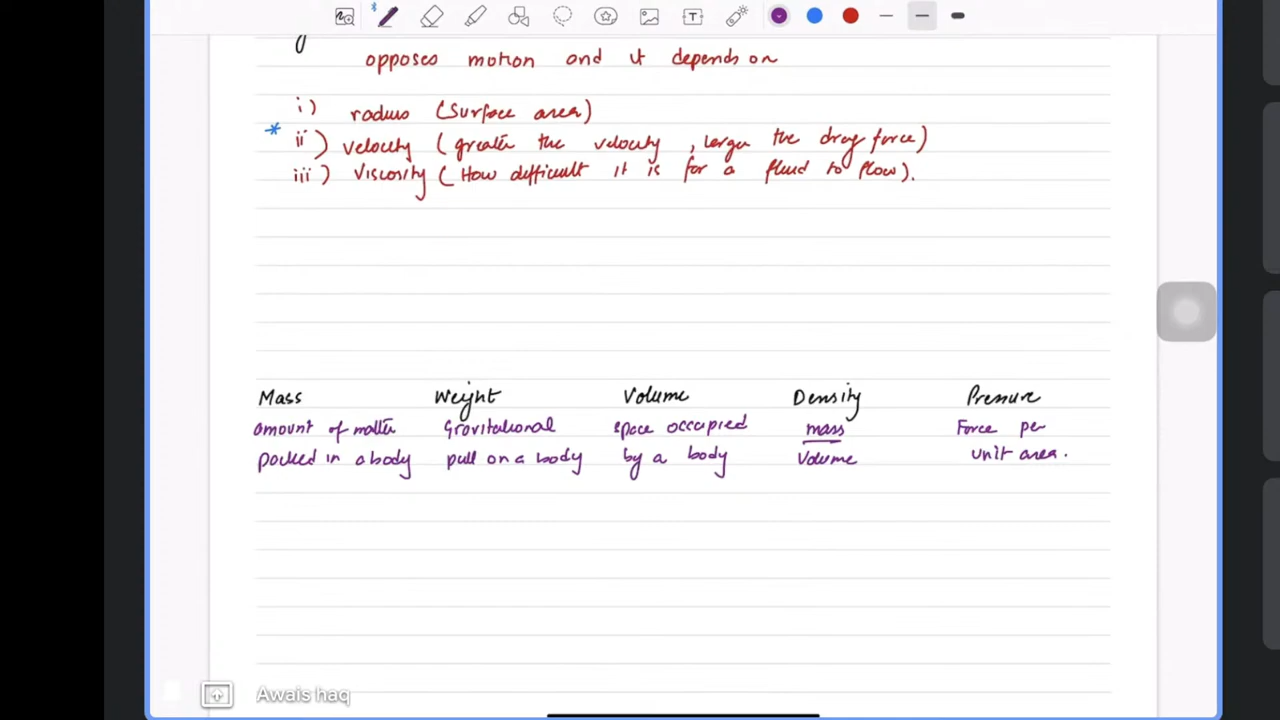 opposes motion and it depends on
i) radius (surface area)
* ii) velocity (greater the velocity, larger the drag force)
iii) viscosity (How difficult it is for a fluid to flow).
Mass Weight Volume Density Pressure
amount of matter Gravitational space occupied mass Force per
packed in a body pull on a body by a body volume unit area.
Awais haq